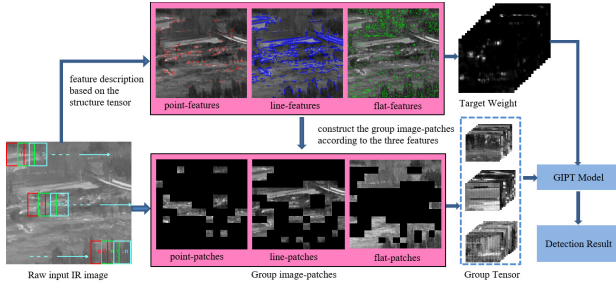 feature description
based on the
structure tensor
point-features
line-features
flat-features
Target Weight
construct the group image-patches
according to the three features
GIPT Model
point-patches
line-patches
flat-patches
Detection Result
Raw input IR image
Group image-patches
Group Tensor